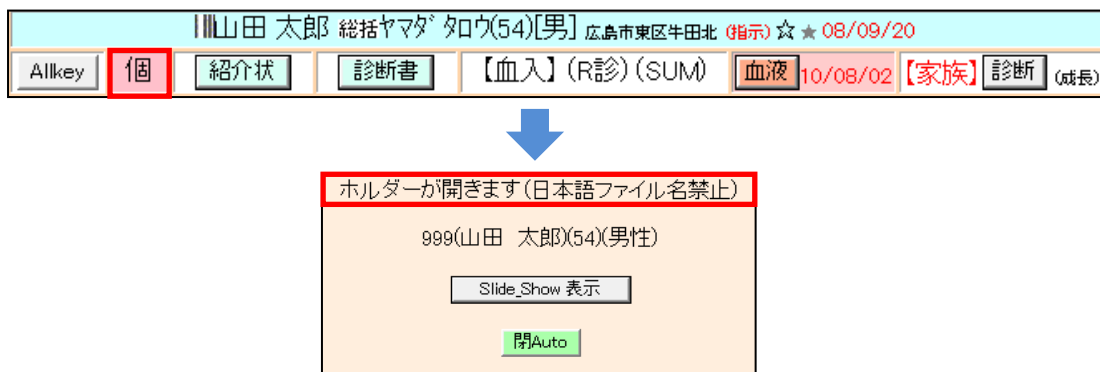 山田 太郎 総括ヤマダ タロウ(54)[男] 広島市東区牛田北 (指示) ☆ ★ 08/09/20
Allkey 個 紹介状 診断書 【血入】 (R診) (SUM) 血液 10/08/02 【家族】 診断 (成長)
ホルダーが開きます(日本語ファイル名禁止)
999(山田 太郎)(54)(男性)
Slide_Show 表示
閉Auto